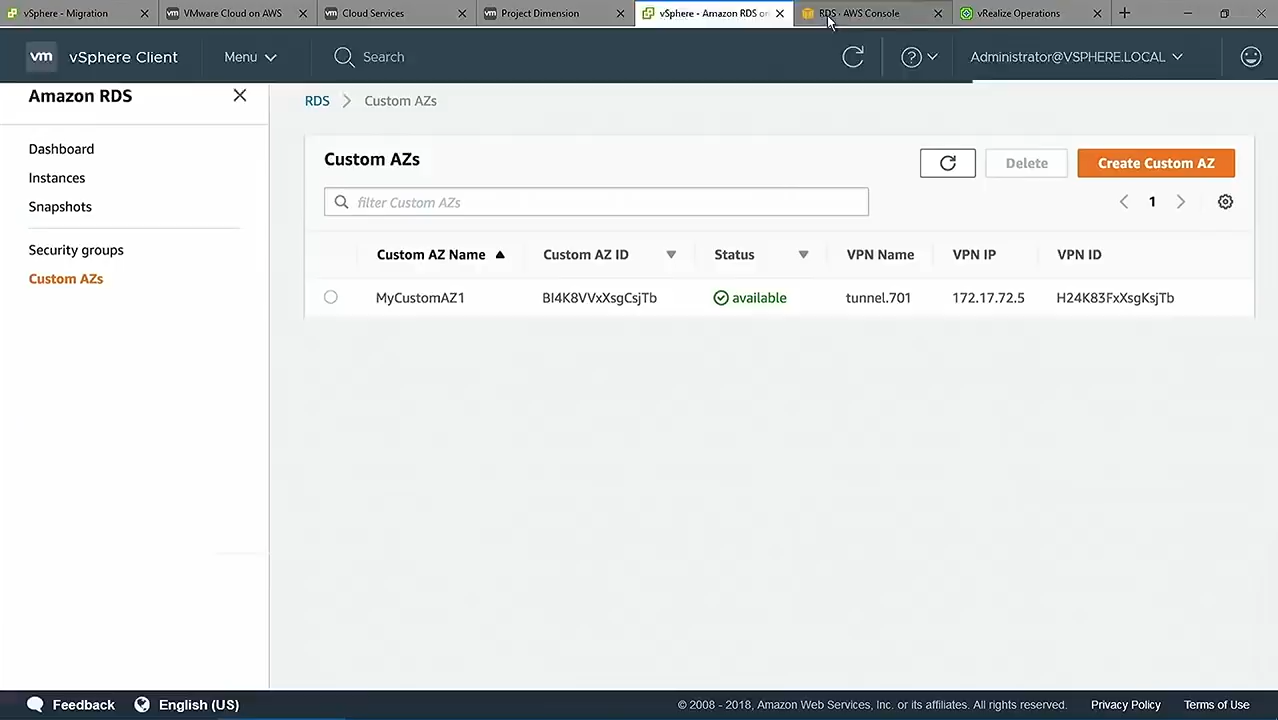 vSphere - Migration
VMware Cloud on AWS
Cloud Services
Project Dimension
vSphere - Amazon RDS on
RDS · AWS Console
vRealize Operations
vm vSphere Client
Menu
Search
Administrator@VSPHERE.LOCAL
Amazon RDS
Dashboard
Instances
Snapshots
Security groups
Custom AZs
RDS > Custom AZs
Custom AZs
Delete
Create Custom AZ
filter Custom AZs
1
Custom AZ Name Custom AZ ID Status VPN Name VPN IP VPN ID
MyCustomAZ1 BI4K8VVxXsgCsjTb available tunnel.701 172.17.72.5 H24K83FxXsgKsjTb
Feedback English (US) © 2008 - 2018, Amazon Web Services, Inc. or its affiliates. All rights reserved. Privacy Policy Terms of Use